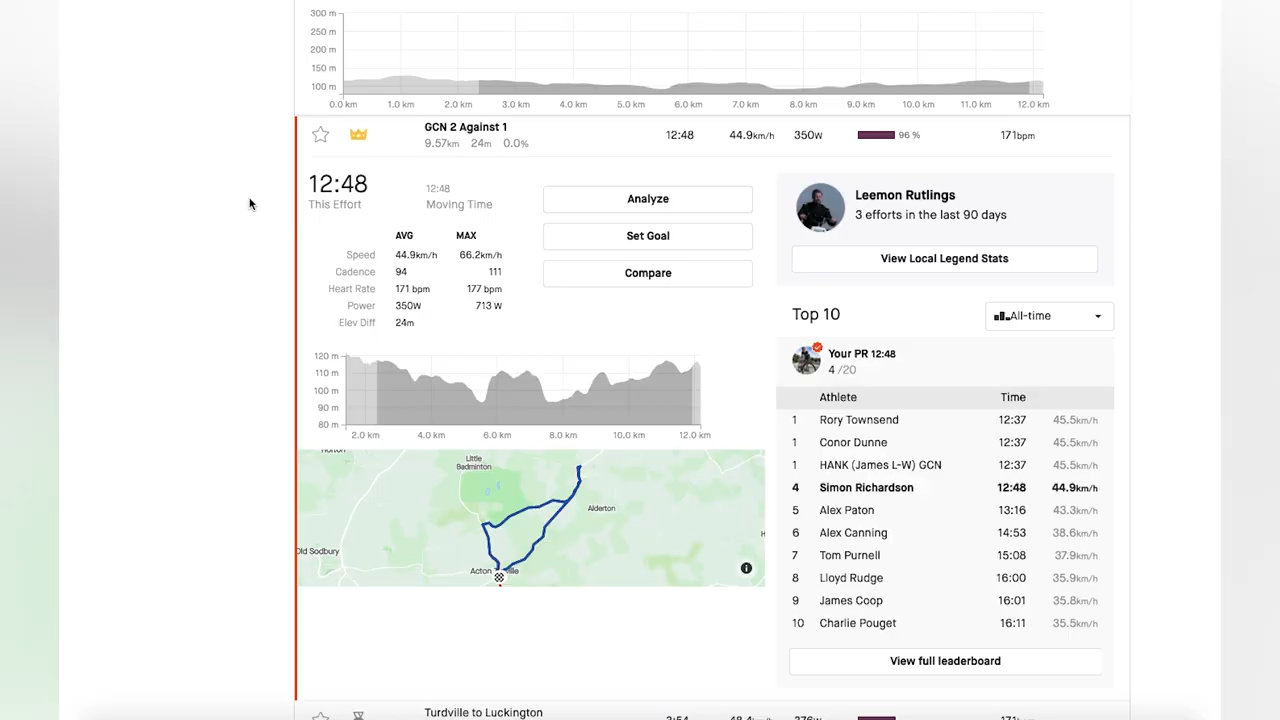 300 m
250 m
200 m
150 m
100 m
0.0 km 1.0 km 2.0 km 3.0 km 4.0 km 5.0 km 6.0 km 7.0 km 8.0 km 9.0 km 10.0 km 11.0 km 12.0 km
GCN 2 Against 1 12:48 44.9km/h 350W 96 % 171bpm
9.57km 24m 0.0%
12:48
This Effort
12:48
Moving Time
Analyze
Set Goal
Compare
AVG MAX
Speed 44.9km/h 66.2km/h
Cadence 94 111
Heart Rate 171 bpm 177 bpm
Power 350W 713 W
Elev Diff 24m
120 m
110 m
100 m
90 m
80 m
2.0 km 4.0 km 6.0 km 8.0 km 10.0 km 12.0 km
Little
Badminton
Alderton
Old Sodbury
Acton
Leemon Rutlings
3 efforts in the last 90 days
View Local Legend Stats
Top 10 All-time
Your PR 12:48
4 /20
Athlete Time
1 Rory Townsend 12:37 45.5km/h
1 Conor Dunne 12:37 45.5km/h
1 HANK (James L-W) GCN 12:37 45.5km/h
4 Simon Richardson 12:48 44.9km/h
5 Alex Paton 13:16 43.3km/h
6 Alex Canning 14:53 38.6km/h
7 Tom Purnell 15:08 37.9km/h
8 Lloyd Rudge 16:00 35.9km/h
9 James Coop 16:01 35.8km/h
10 Charlie Pouget 16:11 35.5km/h
View full leaderboard
Turdville to Luckington